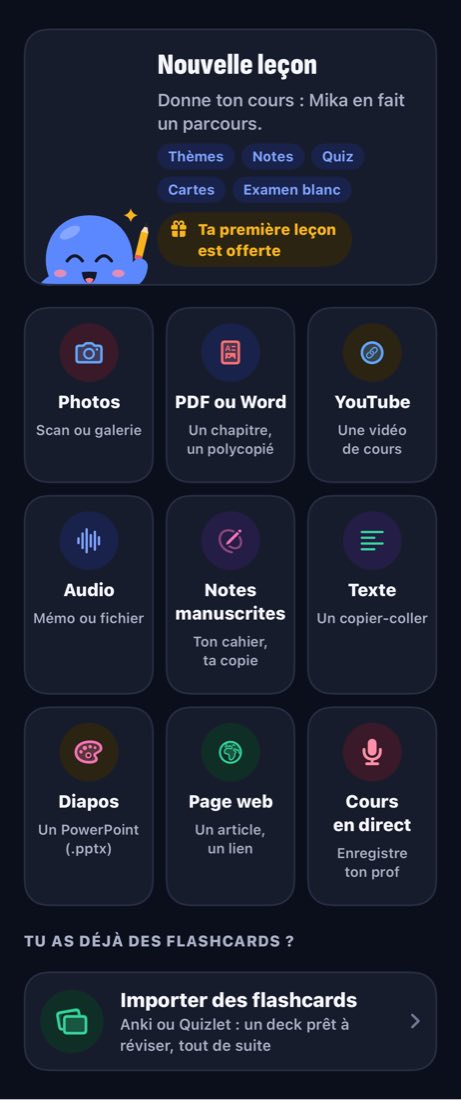 Nouvelle leçon
Donne ton cours : Mika en fait
un parcours.
Thèmes
Notes
Quiz
Cartes
Examen blanc
Ta première leçon
est offerte
Photos
Scan ou galerie
PDF ou Word
Un chapitre,
un polycopié
YouTube
Une vidéo
de cours
Audio
Mémo ou fichier
Notes
manuscrites
Ton cahier,
ta copie
Texte
Un copier-coller
Diapos
Un PowerPoint
(.pptx)
Page web
Un article,
un lien
Cours
en direct
Enregistre
ton prof
TU AS DÉJÀ DES FLASHCARDS ?
Importer des flashcards
Anki ou Quizlet : un deck prêt à
réviser, tout de suite